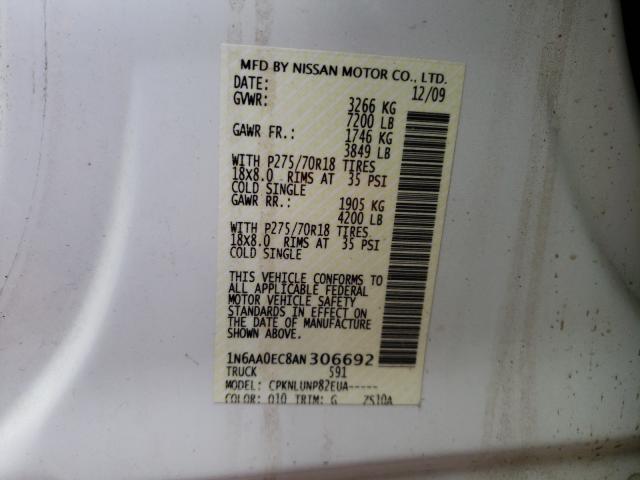 MFD BY NISSAN MOTOR CO., LTD.
DATE: 12/09
GVWR: 3266 KG
7200 LB
GAWR FR.: 1746 KG
3849 LB
WITH P275/70R18 TIRES
18X8.0 RIMS AT 35 PSI
COLD SINGLE
GAWR RR.: 1905 KG
4200 LB
WITH P275/70R18 TIRES
18X8.0 RIMS AT 35 PSI
COLD SINGLE
THIS VEHICLE CONFORMS TO
ALL APPLICABLE FEDERAL
MOTOR VEHICLE SAFETY
STANDARDS IN EFFECT ON
THE DATE OF MANUFACTURE
SHOWN ABOVE.
1N6AA0EC8AN306692
TRUCK 591
MODEL: CPKNLUNP82EUA-----
COLOR: 010 TRIM: G ZS10A